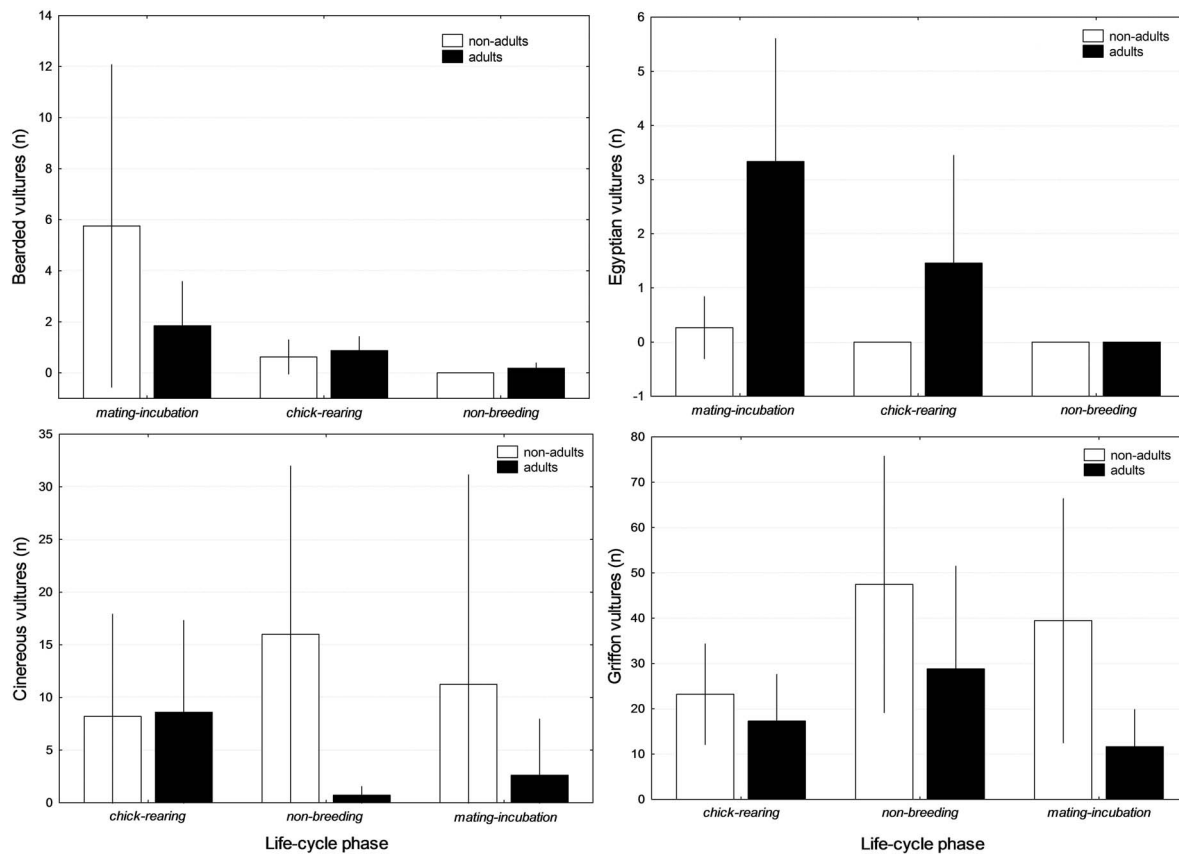 14
12
10
8
6
4
2
0
Bearded vultures (n)
non-adults
adults
mating-incubation
chick-rearing
non-breeding
6
5
4
3
2
1
0
-1
Egyptian vultures (n)
non-adults
adults
mating-incubation
chick-rearing
non-breeding
35
30
25
20
15
10
5
0
Cinereous vultures (n)
non-adults
adults
chick-rearing
non-breeding
mating-incubation
Life-cycle phase
80
70
60
50
40
30
20
10
0
Griffon vultures (n)
non-adults
adults
chick-rearing
non-breeding
mating-incubation
Life-cycle phase